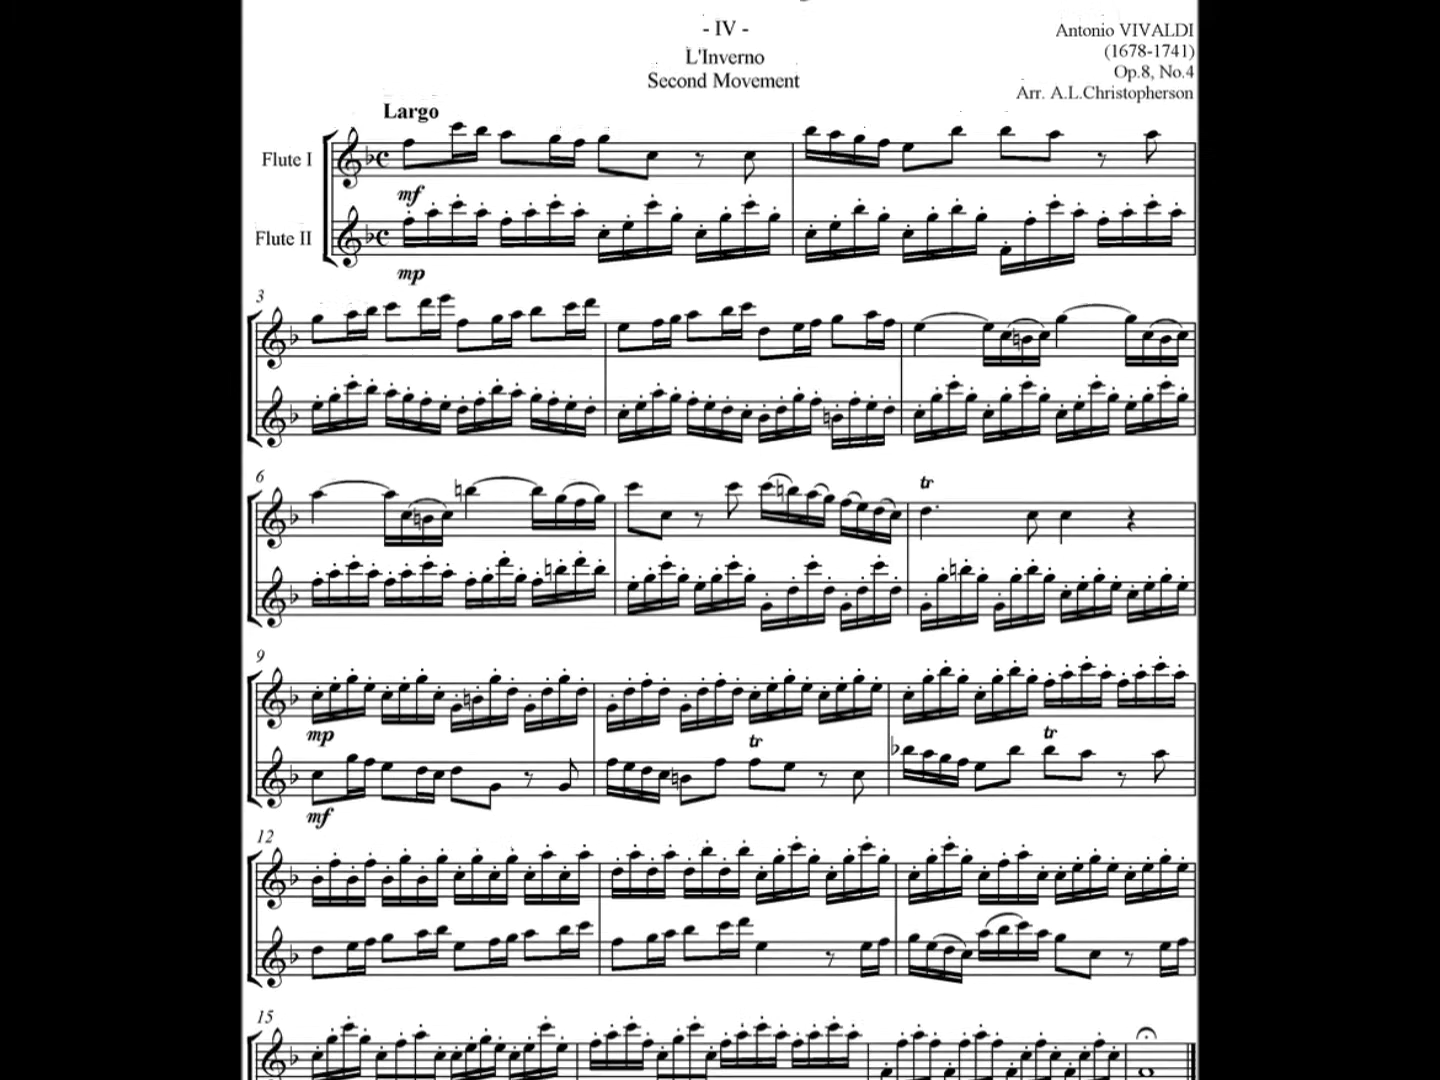 - IV -
L'Inverno
Second Movement
Antonio VIVALDI
(1678-1741)
Op.8, No.4
Arr. A.L.Christopherson
Largo
Flute I
mf
Flute II
mp
3
6
tr
9
mp
tr
tr
mf
12
15